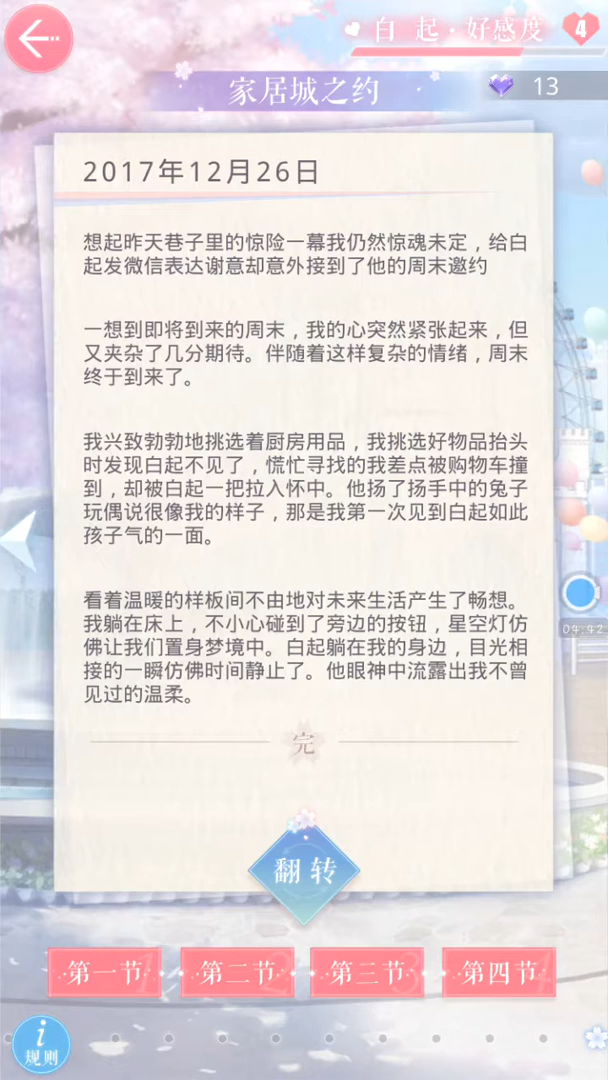 白 起·好感度
4
家居城之约
13
2017年12月26日
想起昨天巷子里的惊险一幕我仍然惊魂未定，给白
起发微信表达谢意却意外接到了他的周末邀约
一想到即将到来的周末，我的心突然紧张起来，但
又夹杂了几分期待。伴随着这样复杂的情绪，周末
终于到来了。
我兴致勃勃地挑选着厨房用品，我挑选好物品抬头
时发现白起不见了，慌忙寻找的我差点被购物车撞
到，却被白起一把拉入怀中。他扬了扬手中的兔子
玩偶说很像我的样子，那是我第一次见到白起如此
孩子气的一面。
看着温暖的样板间不由地对未来生活产生了畅想。
我躺在床上，不小心碰到了旁边的按钮，星空灯仿
佛让我们置身梦境中。白起躺在我的身边，目光相
接的一瞬仿佛时间静止了。他眼神中流露出我不曾
见过的温柔。
04:42
完
翻 转
第一节 1
第二节 2
第三节 3
第四节 4
i
规则